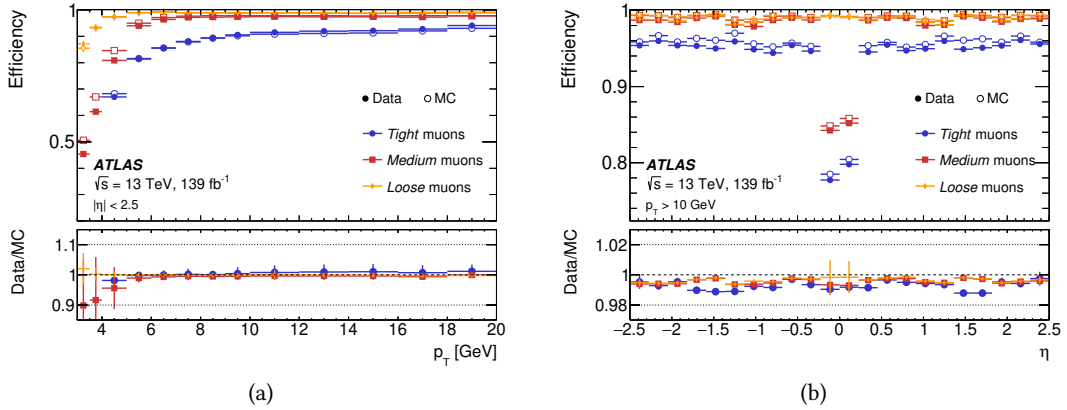 Efficiency
1
0.5
Data MC
Tight muons
Medium muons
Loose muons
ATLAS
√s = 13 TeV, 139 fb⁻¹
|η| < 2.5
Data/MC
1.1
1
0.9
4 6 8 10 12 14 16 18 20
p_T [GeV]
(a)
Efficiency
1
0.9
0.8
Data MC
Tight muons
Medium muons
Loose muons
ATLAS
√s = 13 TeV, 139 fb⁻¹
p_T > 10 GeV
Data/MC
1.02
1
0.98
−2.5 −2 −1.5 −1 −0.5 0 0.5 1 1.5 2 2.5
η
(b)